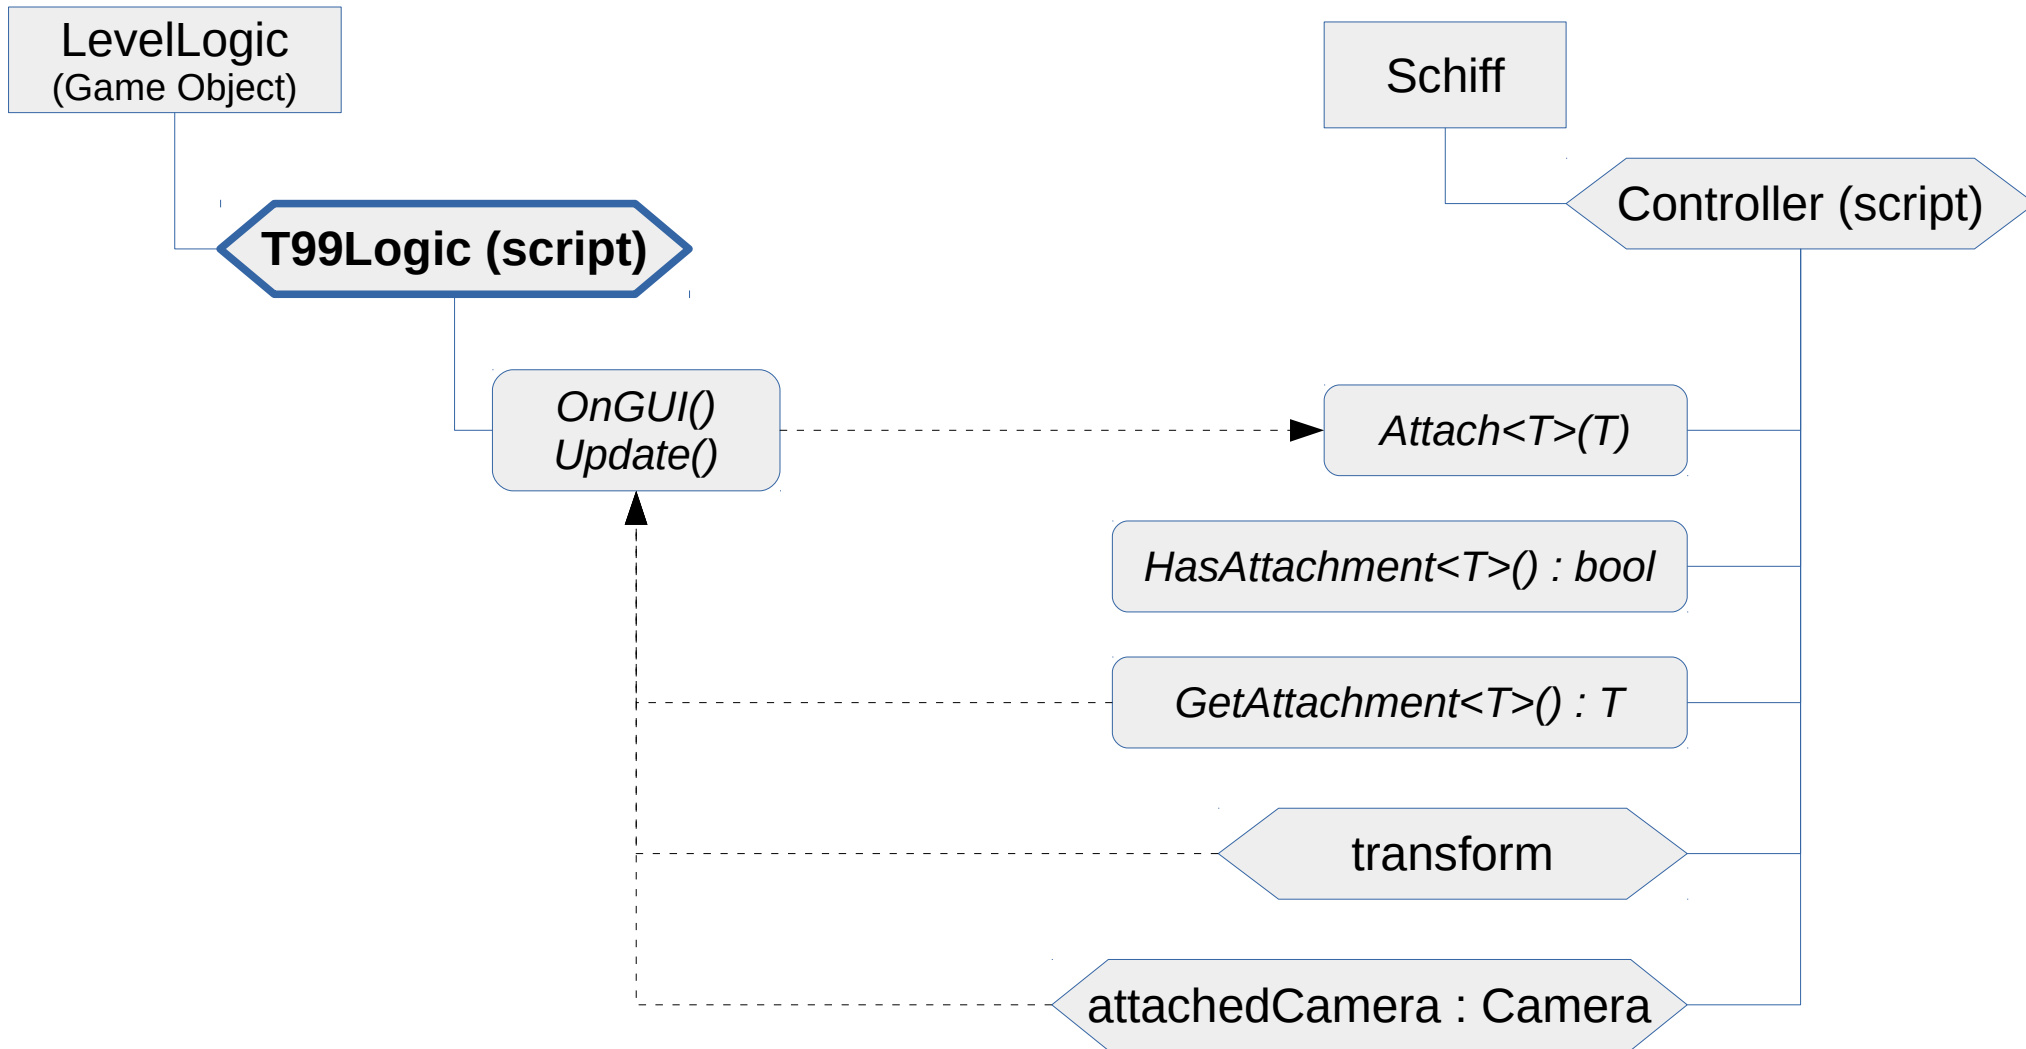 LevelLogic
(Game Object)
Schiff
Controller (script)
T99Logic (script)
OnGUI()
Update()
Attach<T>(T)
HasAttachment<T>() : bool
GetAttachment<T>() : T
transform
attachedCamera : Camera